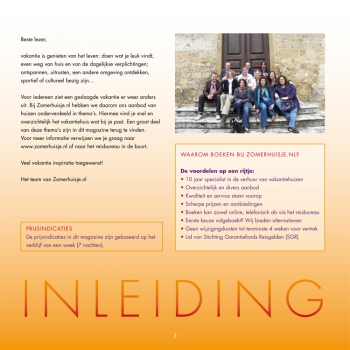 Beste lezer,
vakantie is genieten van het leven: doen wat je leuk vindt,
even weg van huis en van de dagelijkse verplichtingen;
ontspannen, uitrusten, een andere omgeving ontdekken,
sportief of cultureel bezig zijn…
Voor iedereen ziet een geslaagde vakantie er weer anders
uit. Bij Zomerhuisje.nl hebben we daarom ons aanbod van
huizen onderverdeeld in thema's. Hiermee vind je snel en
overzichtelijk het vakantiehuis wat bij je past. Een groot deel
van deze thema's zijn in dit magazine terug te vinden.
Voor meer informatie verwijzen we je graag naar
www.zomerhuisje.nl of naar het reisbureau in de buurt.
Veel vakantie inspiratie toegewenst!
Het team van Zomerhuisje.nl
PRIJSINDICATIES
De prijsindicaties in dit magazine zijn gebaseerd op het
verblijf van een week (7 nachten).
WAAROM BOEKEN BIJ ZOMERHUISJE.NL?
De voordelen op een rijtje:
• 10 jaar specialist in de verhuur van vakantiehuizen
• Overzichtelijk en divers aanbod
• Kwaliteit en service staan voorop
• Scherpe prijzen en aanbiedingen
• Boeken kan zowel online, telefonisch als via het reisbureau
• Eerste keuze volgeboekt? Wij bieden alternatieven
• Geen wijzigingskosten tot tenminste 4 weken voor vertrek
• Lid van Stichting Garantiefonds Reisgelden (SGR)
INLEIDING
3